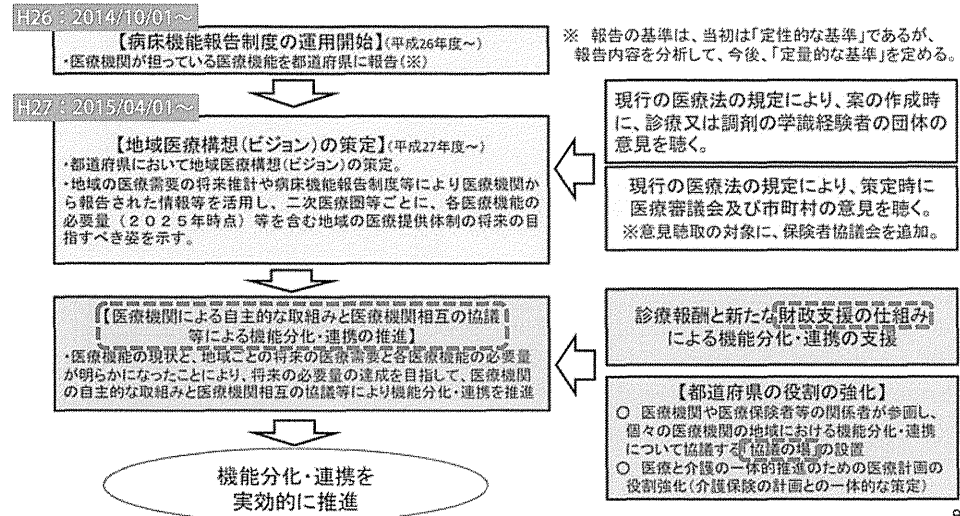 H26：2014/10/01～
【病床機能報告制度の運用開始】(平成26年度～)
・医療機関が担っている医療機能を都道府県に報告(※)
※ 報告の基準は、当初は「定性的な基準」であるが、
報告内容を分析して、今後、「定量的な基準」を定める。
H27：2015/04/01～
【地域医療構想(ビジョン)の策定】(平成27年度～)
・都道府県において地域医療構想(ビジョン)の策定。
・地域の医療需要の将来推計や病床機能報告制度等により医療機関か
ら報告された情報等を活用し、二次医療圏等ごとに、各医療機能の
必要量（２０２５年時点）等を含む地域の医療提供体制の将来の目
指すべき姿を示す。
現行の医療法の規定により、案の作成時
に、診療又は調剤の学識経験者の団体の
意見を聴く。
現行の医療法の規定により、策定時に
医療審議会及び市町村の意見を聴く。
※意見聴取の対象に、保険者協議会を追加。
【医療機関による自主的な取組みと医療機関相互の協議
等による機能分化・連携の推進】
・医療機能の現状と、地域ごとの将来の医療需要と各医療機能の必要量
が明らかになったことにより、将来の必要量の達成を目指して、医療機関
の自主的な取組みと医療機関相互の協議等により機能分化・連携を推進
診療報酬と新たな財政支援の仕組み
による機能分化・連携の支援
【都道府県の役割の強化】
○ 医療機関や医療保険者等の関係者が参画し、
個々の医療機関の地域における機能分化・連携
について協議する「協議の場」の設置
○ 医療と介護の一体的推進のための医療計画の
役割強化(介護保険の計画との一体的な策定)
機能分化・連携を
実効的に推進
9